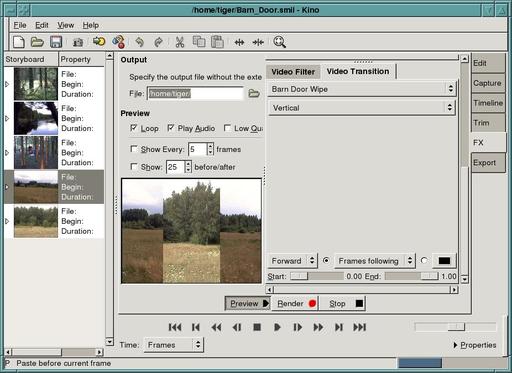 /home/tiger/Barn_Door.smil - Kino
File Edit View Help
Storyboard Property
File:
Begin:
Duration:
File:
Begin:
Duration:
File:
Begin:
Duration:
File:
Begin:
Duration:
File:
Begin:
Duration:
Output
Specify the output file without the exte
File: /home/tiger/
Preview
Loop Play Audio Low Qua
Show Every: 5 frames
Show: 25 before/after
Video Filter Video Transition
Barn Door Wipe
Vertical
Forward Frames following
Start: 0.00 End: 1.00
Preview Render Stop
Edit
Capture
Timeline
Trim
FX
Export
Time: Frames
Properties
P Paste before current frame